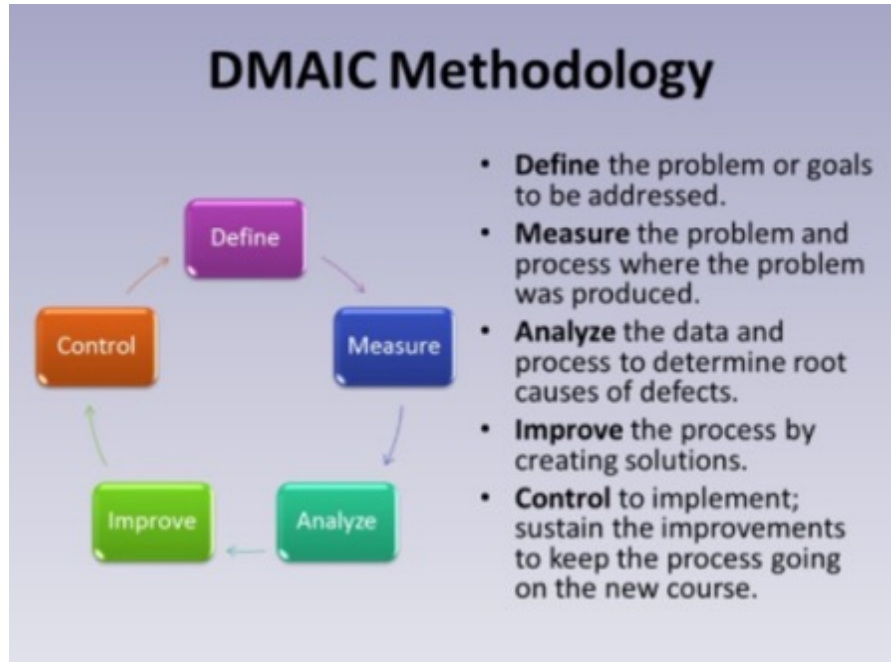 DMAIC Methodology
Define
Measure
Analyze
Improve
Control
• Define the problem or goals
to be addressed.
• Measure the problem and
process where the problem
was produced.
• Analyze the data and
process to determine root
causes of defects.
• Improve the process by
creating solutions.
• Control to implement;
sustain the improvements
to keep the process going
on the new course.